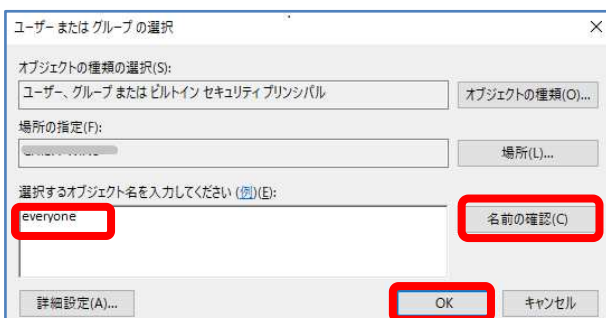 ユーザー または グループ の選択
オブジェクトの種類の選択(S):
ユーザー、グループ または ビルトイン セキュリティ プリンシパル
オブジェクトの種類(O)...
場所の指定(F):
場所(L)...
選択するオブジェクト名を入力してください (例)(E):
everyone
名前の確認(C)
詳細設定(A)...
OK
キャンセル